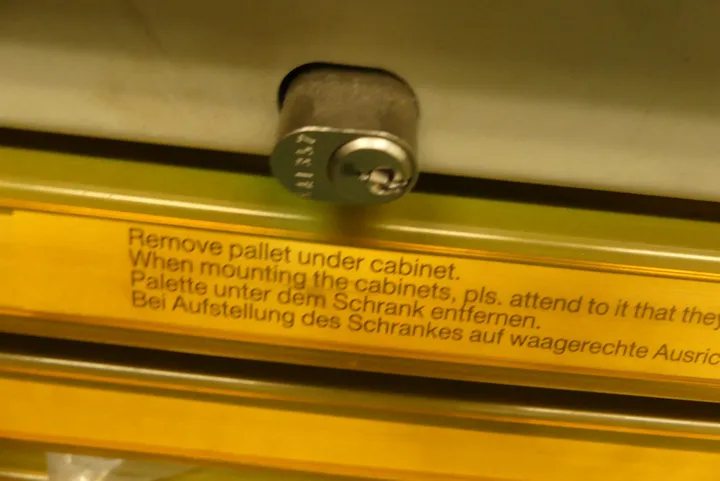 Remove pallet under cabinet.
When mounting the cabinets, pls. attend to it that they
Palette unter dem Schrank entfernen.
Bei Aufstellung des Schrankes auf waagerechte Ausric